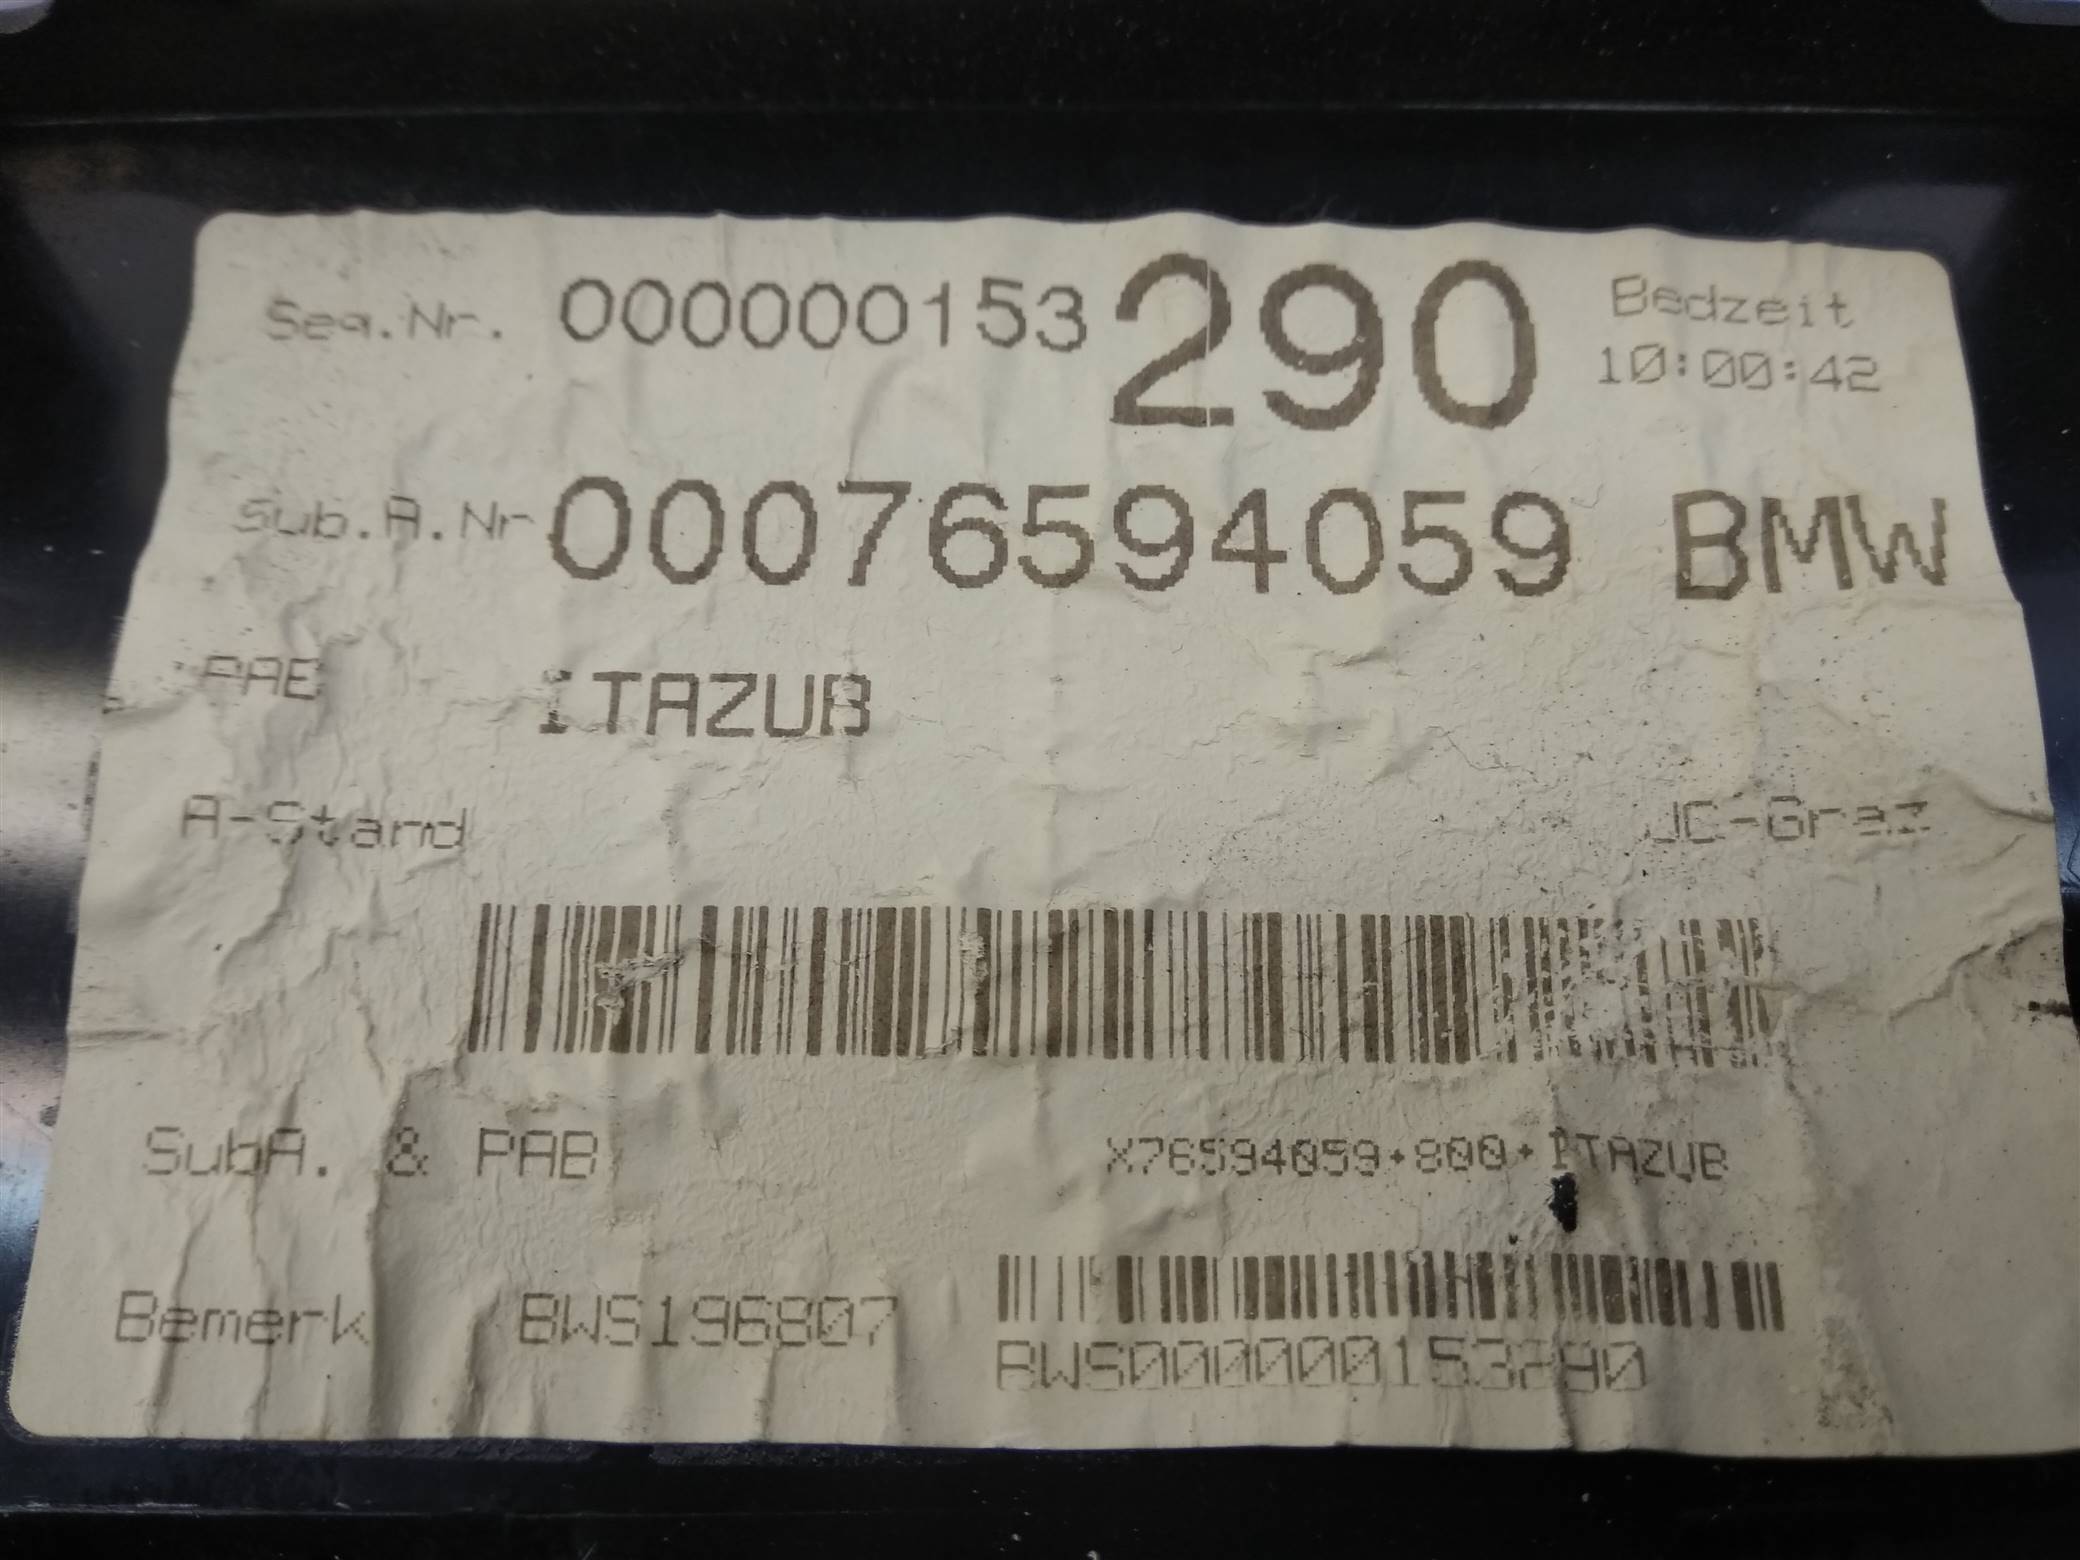 Seq.Nr. 000000153 290 Bedzeit
10:00:42
Sub.A.Nr 00076594059 BMW
PAB ITAZUB
A-Stand JC-Graz
SubA. & PAB X76594059+800+ITAZUB
Bemerk BWS196807
BWS000000153290